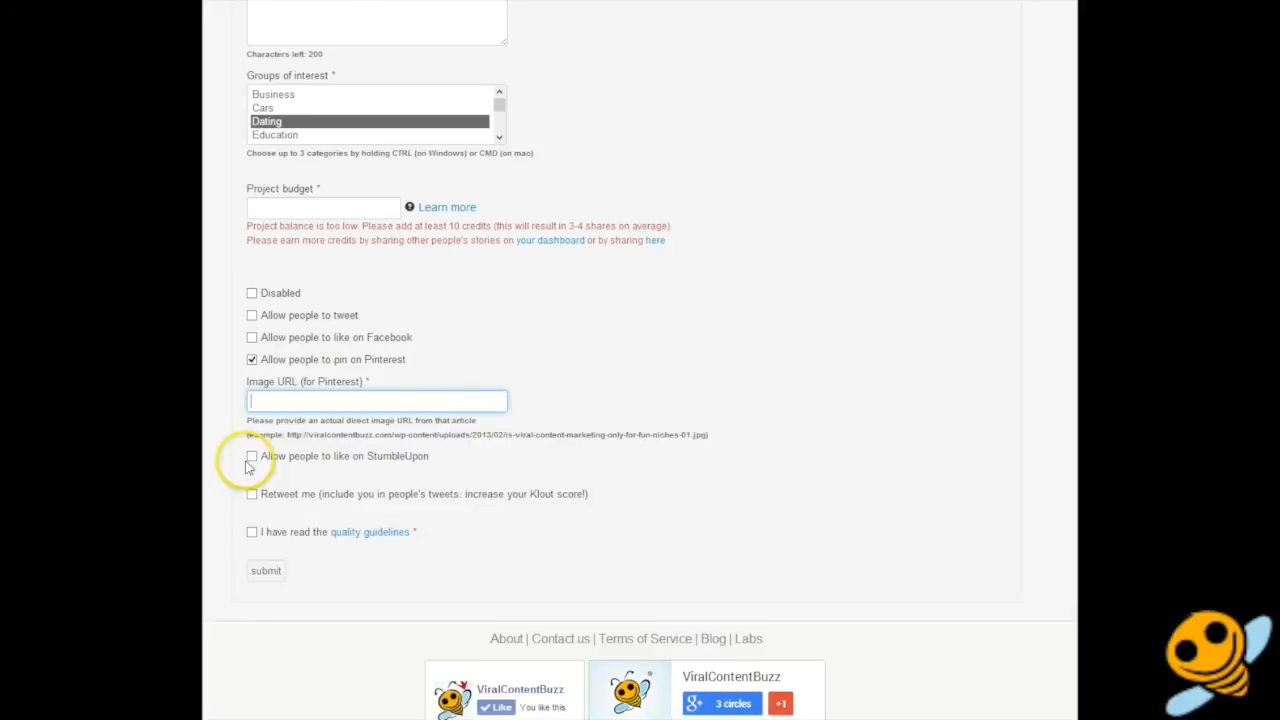 Characters left: 200
Groups of interest *
Business
Cars
Dating
Education
Choose up to 3 categories by holding CTRL (on Windows) or CMD (on mac)
Project budget *
Learn more
Project balance is too low. Please add at least 10 credits (this will result in 3-4 shares on average).
Please earn more credits by sharing other people's stories on your dashboard or by sharing here
Disabled
Allow people to tweet
Allow people to like on Facebook
Allow people to pin on Pinterest
Image URL (for Pinterest) *
Please provide an actual direct image URL from that article
(example: http://viralcontentbuzz.com/wp-content/uploads/2013/02/is-viral-content-marketing-only-for-fun-niches-01.jpg)
Allow people to like on StumbleUpon
Retweet me (include you in people's tweets: increase your Klout score!)
I have read the quality guidelines *
submit
About | Contact us | Terms of Service | Blog | Labs
ViralContentBuzz
Like You like this.
ViralContentBuzz
g+ 3 circles +1